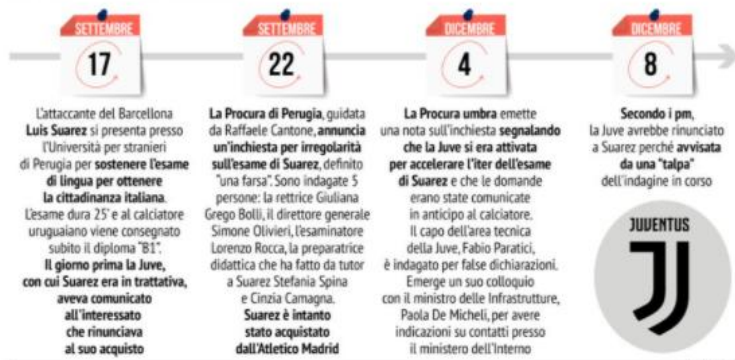 SETTEMBRE
17
L'attaccante del Barcellona
Luis Suarez si presenta presso
l'Università per stranieri
di Perugia per sostenere l'esame
di lingua per ottenere
la cittadinanza italiana.
L'esame dura 25' e al calciatore
uruguaiano viene consegnato
subito il diploma "B1".
Il giorno prima la Juve,
con cui Suarez era in trattativa,
aveva comunicato
all'interessato
che rinunciava
al suo acquisto
SETTEMBRE
22
La Procura di Perugia, guidata
da Raffaele Cantone, annuncia
un'inchiesta per irregolarità
sull'esame di Suarez, definito
"una farsa". Sono indagate 5
persone: la rettrice Giuliana
Grego Bolli, il direttore generale
Simone Olivieri, l'esaminatore
Lorenzo Rocca, la preparatrice
didattica che ha fatto da tutor
a Suarez Stefania Spina
e Cinzia Camagna.
Suarez è intanto
stato acquistato
dall'Atletico Madrid
DICEMBRE
4
La Procura umbra emette
una nota sull'inchiesta segnalando
che la Juve si era attivata
per accelerare l'iter dell'esame
di Suarez e che le domande
erano state comunicate
in anticipo al calciatore.
Il capo dell'area tecnica
della Juve, Fabio Paratici,
è indagato per false dichiarazioni.
Emerge un suo colloquio
con il ministro delle Infrastrutture,
Paola De Micheli, per avere
indicazioni su contatti presso
il ministero dell'Interno
DICEMBRE
8
Secondo i pm,
la Juve avrebbe rinunciato
a Suarez perché avvisata
da una "talpa"
dell'indagine in corso
JUVENTUS